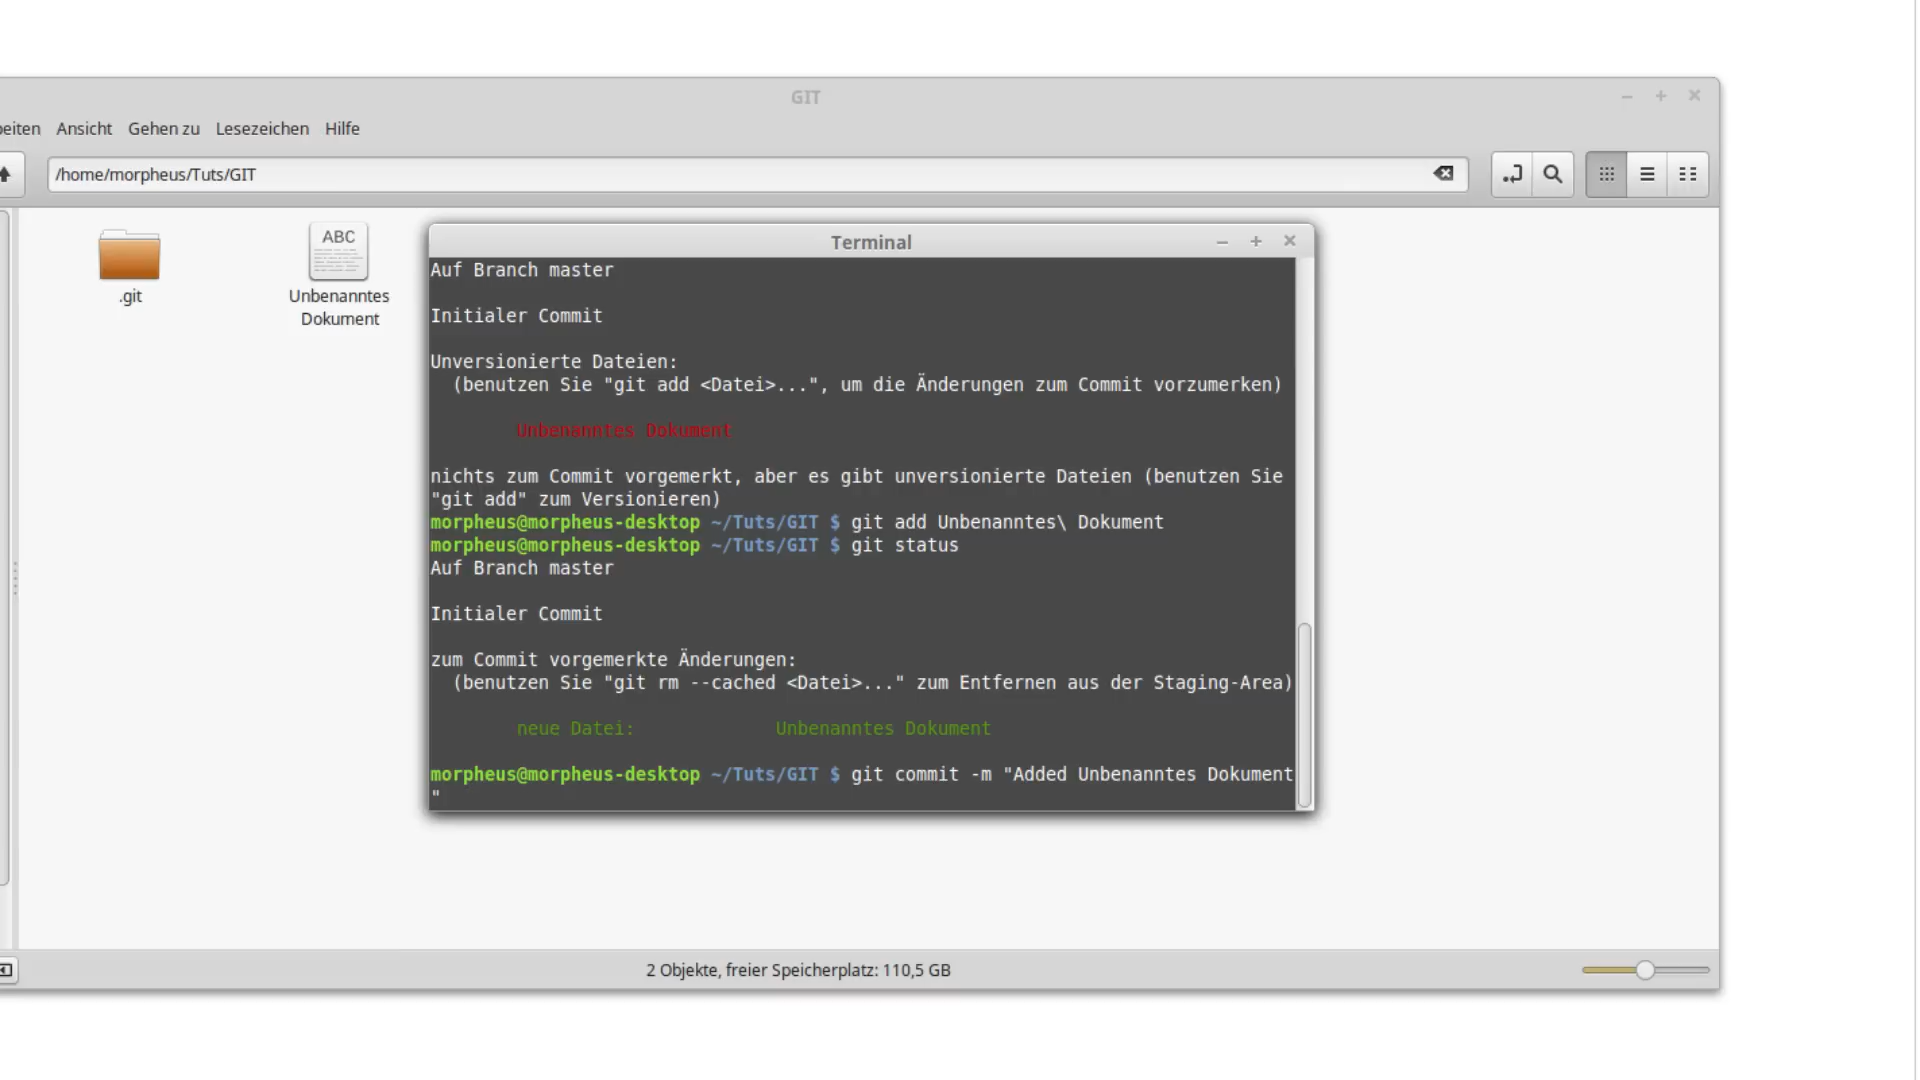 GIT
eiten Ansicht Gehen zu Lesezeichen Hilfe
/home/morpheus/Tuts/GIT
ABC
.git
Unbenanntes
Dokument
Terminal
Auf Branch master
Initialer Commit
Unversionierte Dateien:
(benutzen Sie "git add <Datei>...", um die Änderungen zum Commit vorzumerken)
Unbenanntes Dokument
nichts zum Commit vorgemerkt, aber es gibt unversionierte Dateien (benutzen Sie
"git add" zum Versionieren)
morpheus@morpheus-desktop ~/Tuts/GIT $ git add Unbenanntes\ Dokument
morpheus@morpheus-desktop ~/Tuts/GIT $ git status
Auf Branch master
Initialer Commit
zum Commit vorgemerkte Änderungen:
(benutzen Sie "git rm --cached <Datei>..." zum Entfernen aus der Staging-Area)
neue Datei: Unbenanntes Dokument
morpheus@morpheus-desktop ~/Tuts/GIT $ git commit -m "Added Unbenanntes Dokument
"
2 Objekte, freier Speicherplatz: 110,5 GB